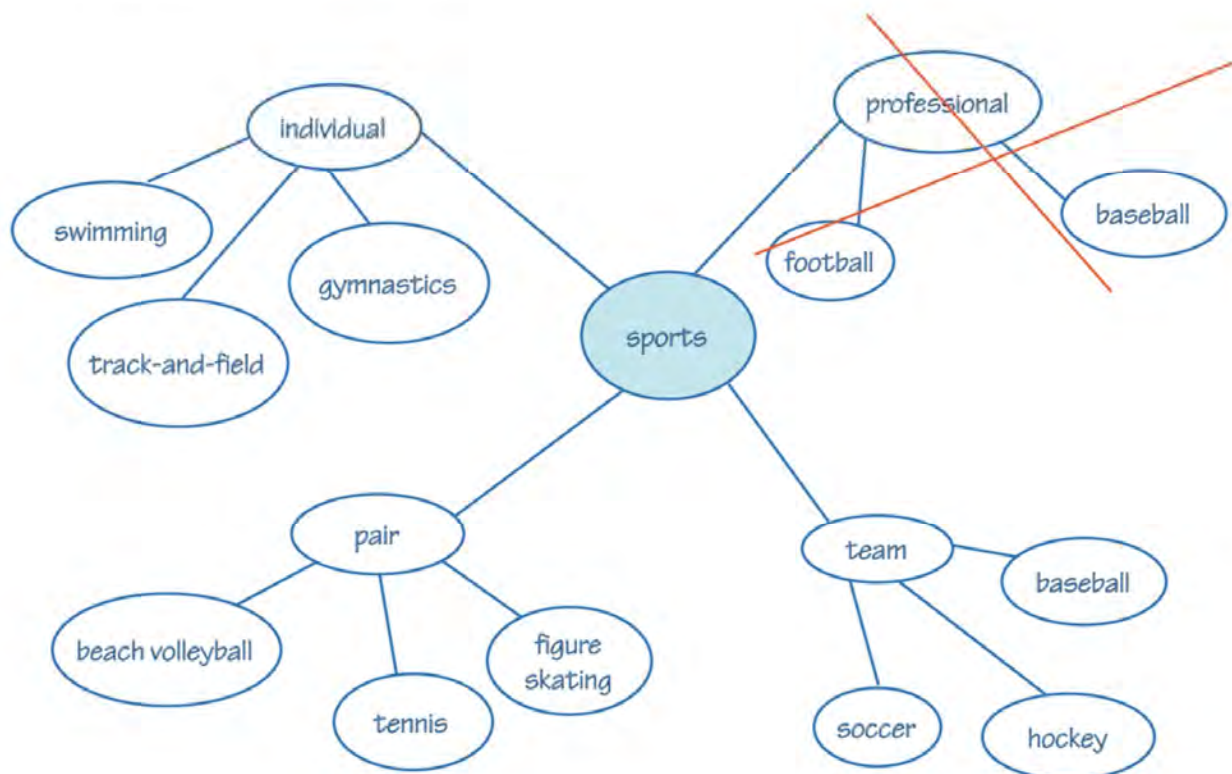 individual
swimming
gymnastics
track-and-field
professional
football
baseball
sports
pair
beach volleyball
tennis
figure
skating
team
baseball
soccer
hockey